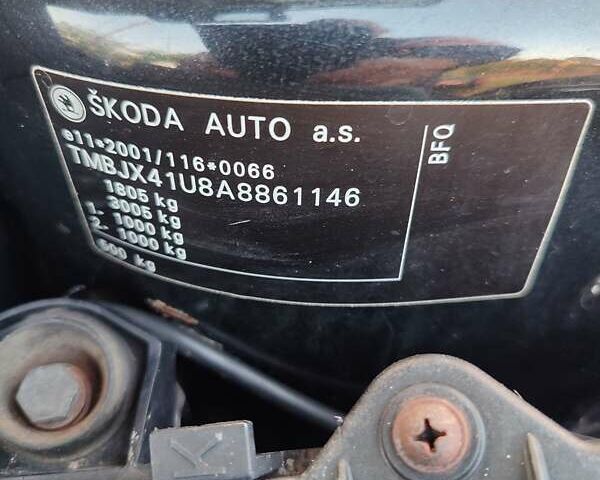 ŠKODA AUTO a.s.
e11*2001/116*0066
TMBJX41U8A8861146
1805 kg
1. 3005 kg
2. 1000 kg
1000 kg
600 kg
BFQ
K